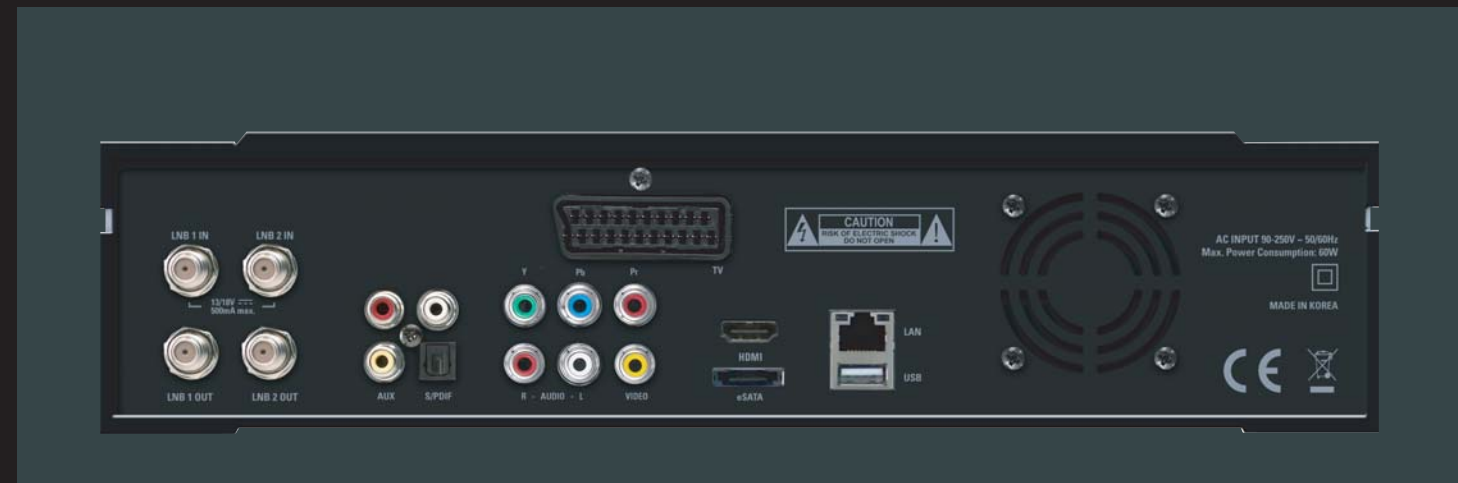 LNB 1 IN
LNB 2 IN
13/18V
500mA max.
LNB 1 OUT
LNB 2 OUT
AUX
S/PDIF
Y
Pb
Pr
TV
R - AUDIO - L
VIDEO
HDMI
eSATA
CAUTION
RISK OF ELECTRIC SHOCK
DO NOT OPEN
LAN
USB
AC INPUT 90-250V ~ 50/60Hz
Max. Power Consumption: 60W
MADE IN KOREA
CE